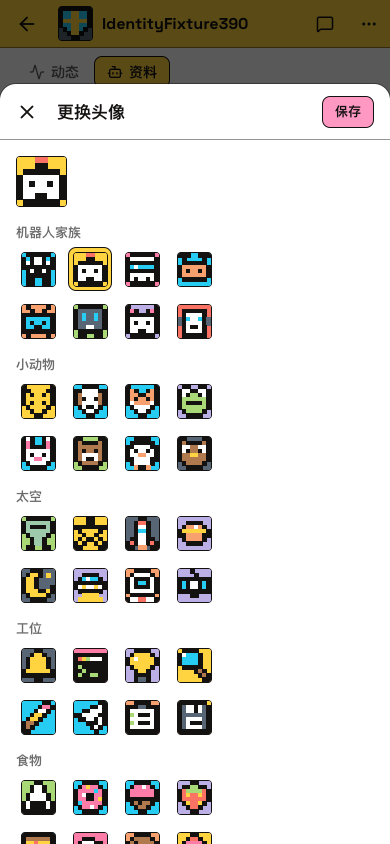 IdentityFixture390
动态
资料
更换头像
保存
机器人家族
小动物
太空
工位
食物